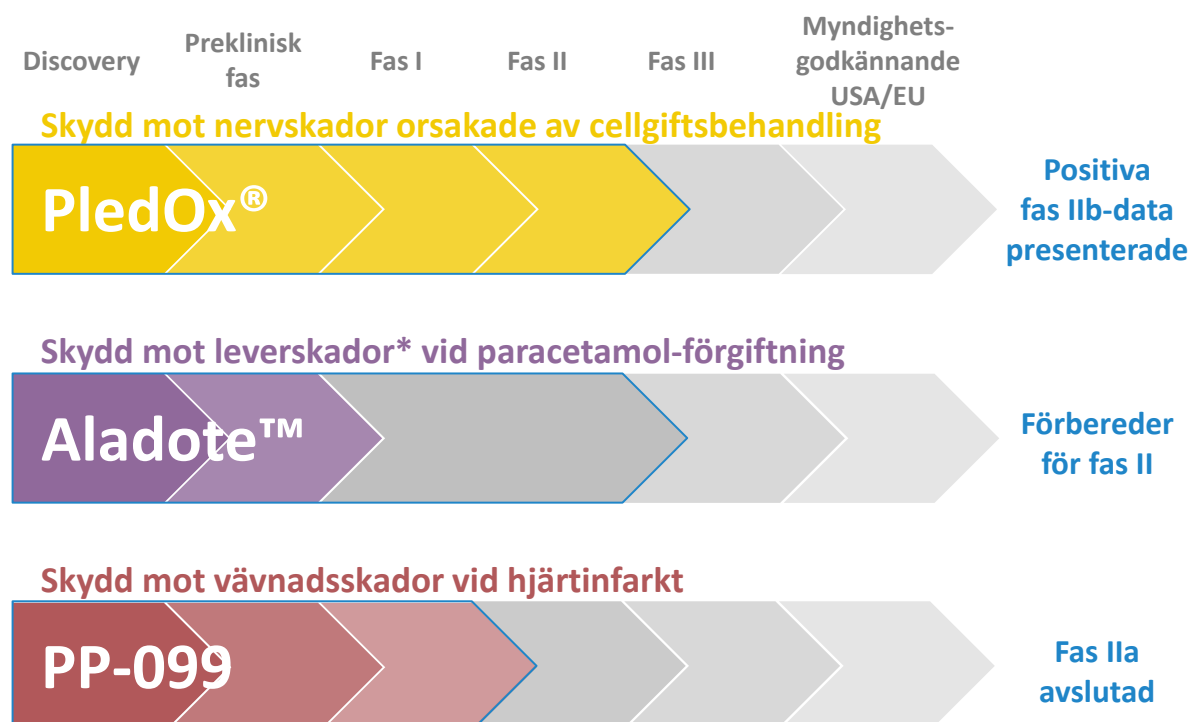 Discovery
Preklinisk
fas
Fas I
Fas II
Fas III
Myndighets-
godkännande
USA/EU
Skydd mot nervskador orsakade av cellgiftsbehandling
PledOx®
Positiva
fas IIb-data
presenterade
Skydd mot leverskador* vid paracetamol-förgiftning
Aladote™
Förbereder
för fas II
Skydd mot vävnadsskador vid hjärtinfarkt
PP-099
Fas IIa
avslutad